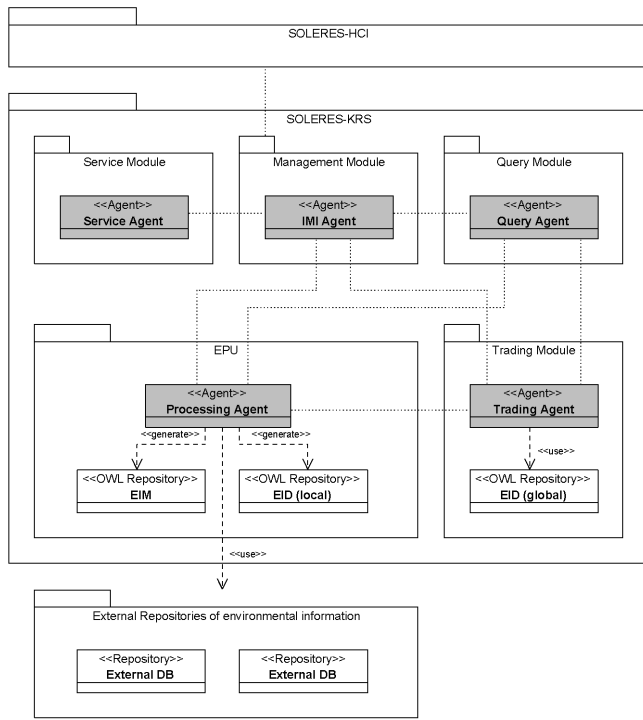 SOLERES-HCI
SOLERES-KRS
Service Module
Management Module
Query Module
<<Agent>>
Service Agent
<<Agent>>
IMI Agent
<<Agent>>
Query Agent
EPU
Trading Module
<<Agent>>
Processing Agent
<<Agent>>
Trading Agent
<<generate>>
<<generate>>
<<use>>
<<OWL Repository>>
EIM
<<OWL Repository>>
EID (local)
<<OWL Repository>>
EID (global)
<<use>>
External Repositories of environmental information
<<Repository>>
External DB
<<Repository>>
External DB